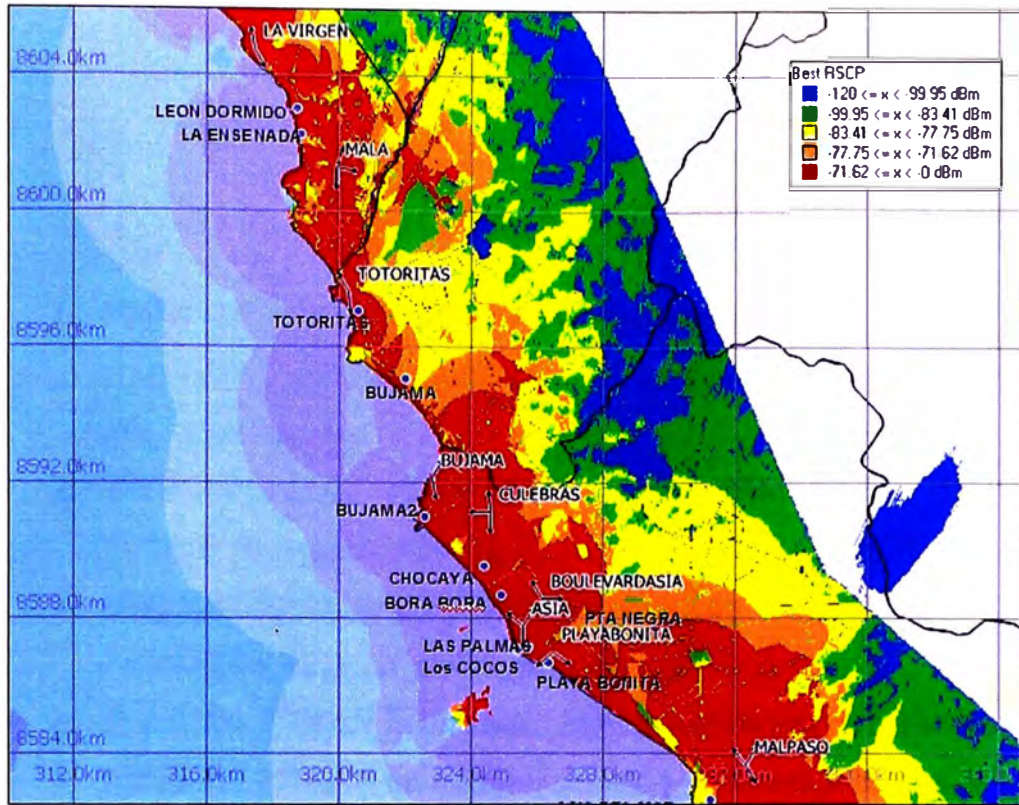 LA VIRGEN
8604.0km
Best RSCP
-120 <= x < -99.95 dBm
-99.95 <= x < -83.41 dBm
-83.41 <= x < -77.75 dBm
-77.75 <= x < -71.62 dBm
-71.62 <= x < -0 dBm
LEON DORMIDO
LA ENSENADA
MALA
8600.0km
TOTORITAS
TOTORITAS
8596.0km
BUJAMA
8592.0km
BUJAMA
CULEBRAS
BUJAMA2
CHOCAYA
BOULEVARDASIA
BORA BORA
ASIA
8588.0km
PTA NEGRA
LAS PALMAS
PLAYABONITA
Los COCOS
PLAYA BONITA
8584.0km
MALPASO
312.0km 316.0km 320.0km 324.0km 328.0km